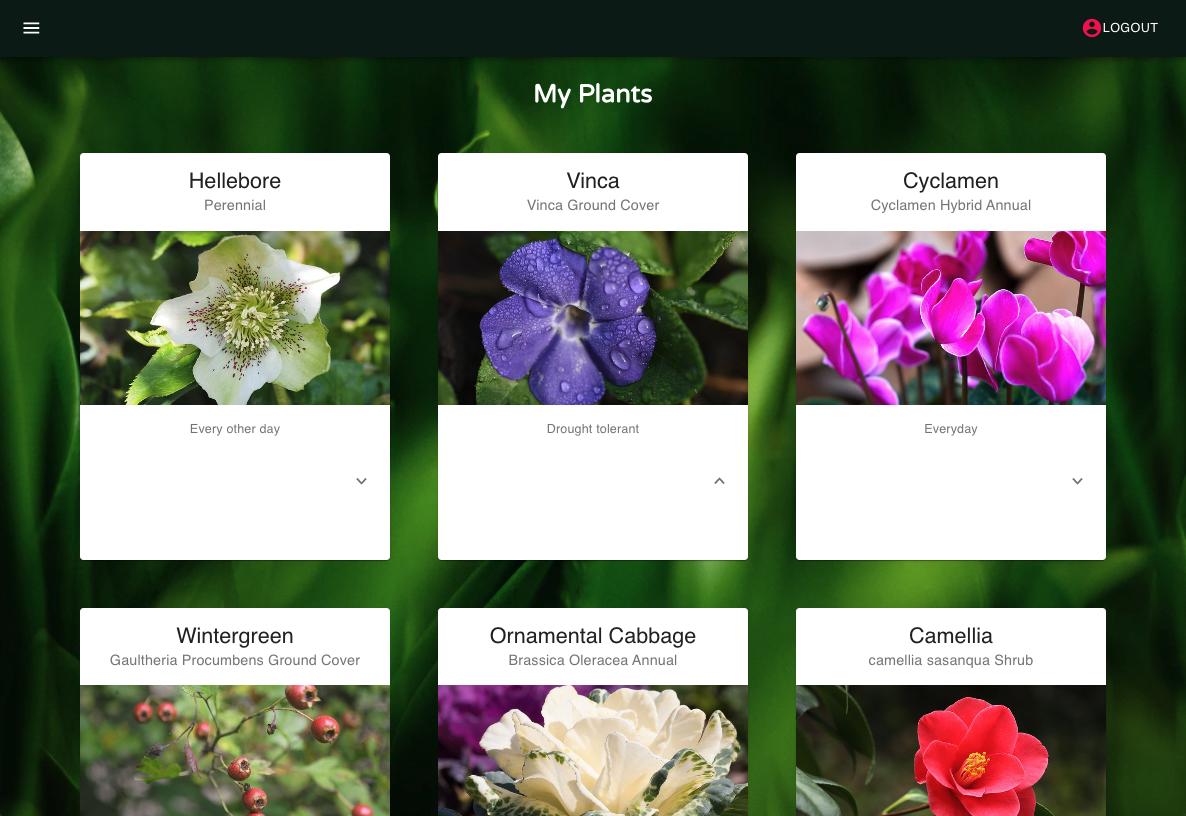 LOGOUT
My Plants
Hellebore
Perennial
Vinca
Vinca Ground Cover
Cyclamen
Cyclamen Hybrid Annual
Every other day
Drought tolerant
Everyday
Wintergreen
Gaultheria Procumbens Ground Cover
Ornamental Cabbage
Brassica Oleracea Annual
Camellia
camellia sasanqua Shrub